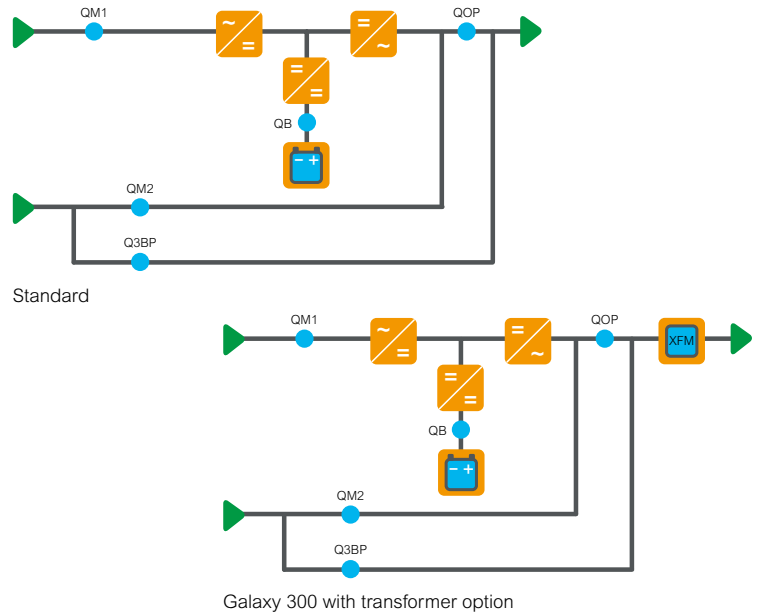 QM1
QOP
QB
QM2
Q3BP
Standard
QM1
QOP
XFM
QB
QM2
Q3BP
Galaxy 300 with transformer option